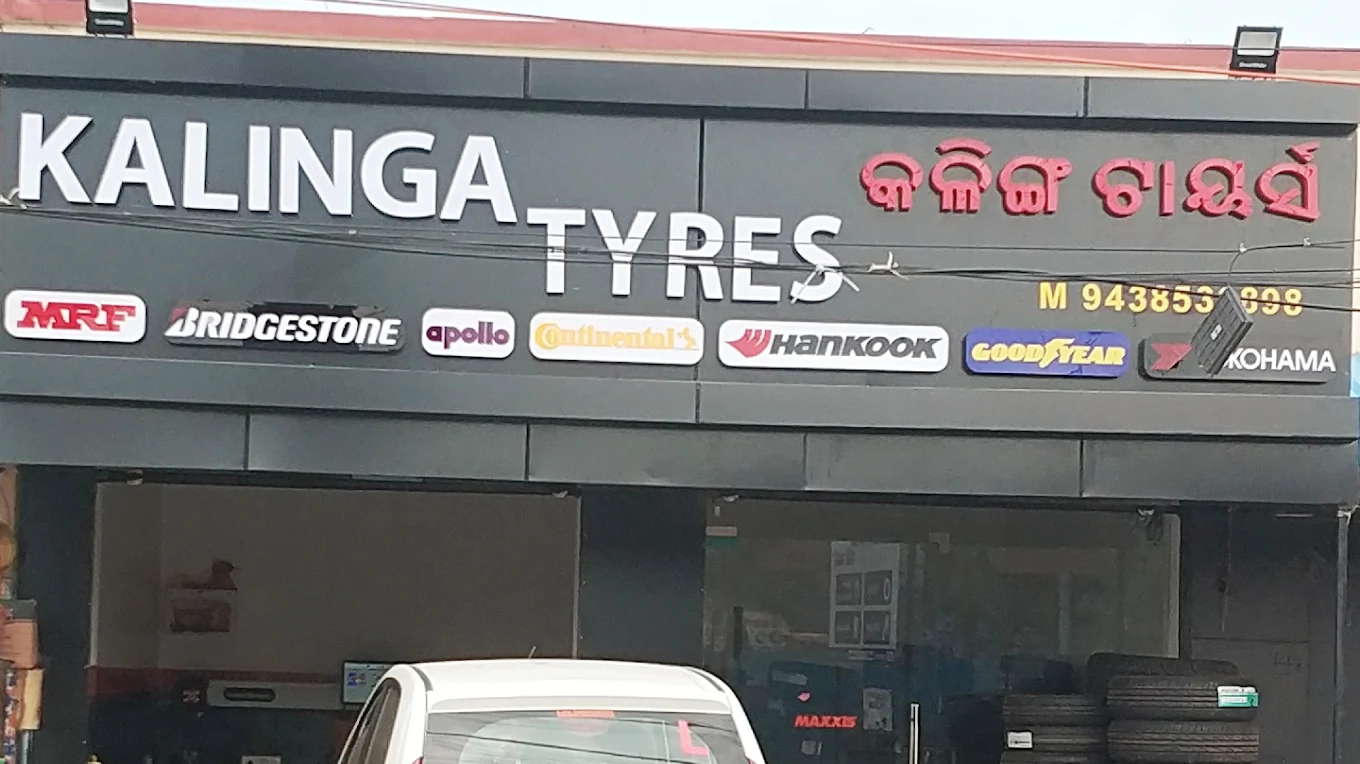 KALINGA
TYRES
କଳିଙ୍ଗ ଟାୟର୍ସ
MRF BRIDGESTONE apollo Continental HANKOOK GOODYEAR
MAXXIS